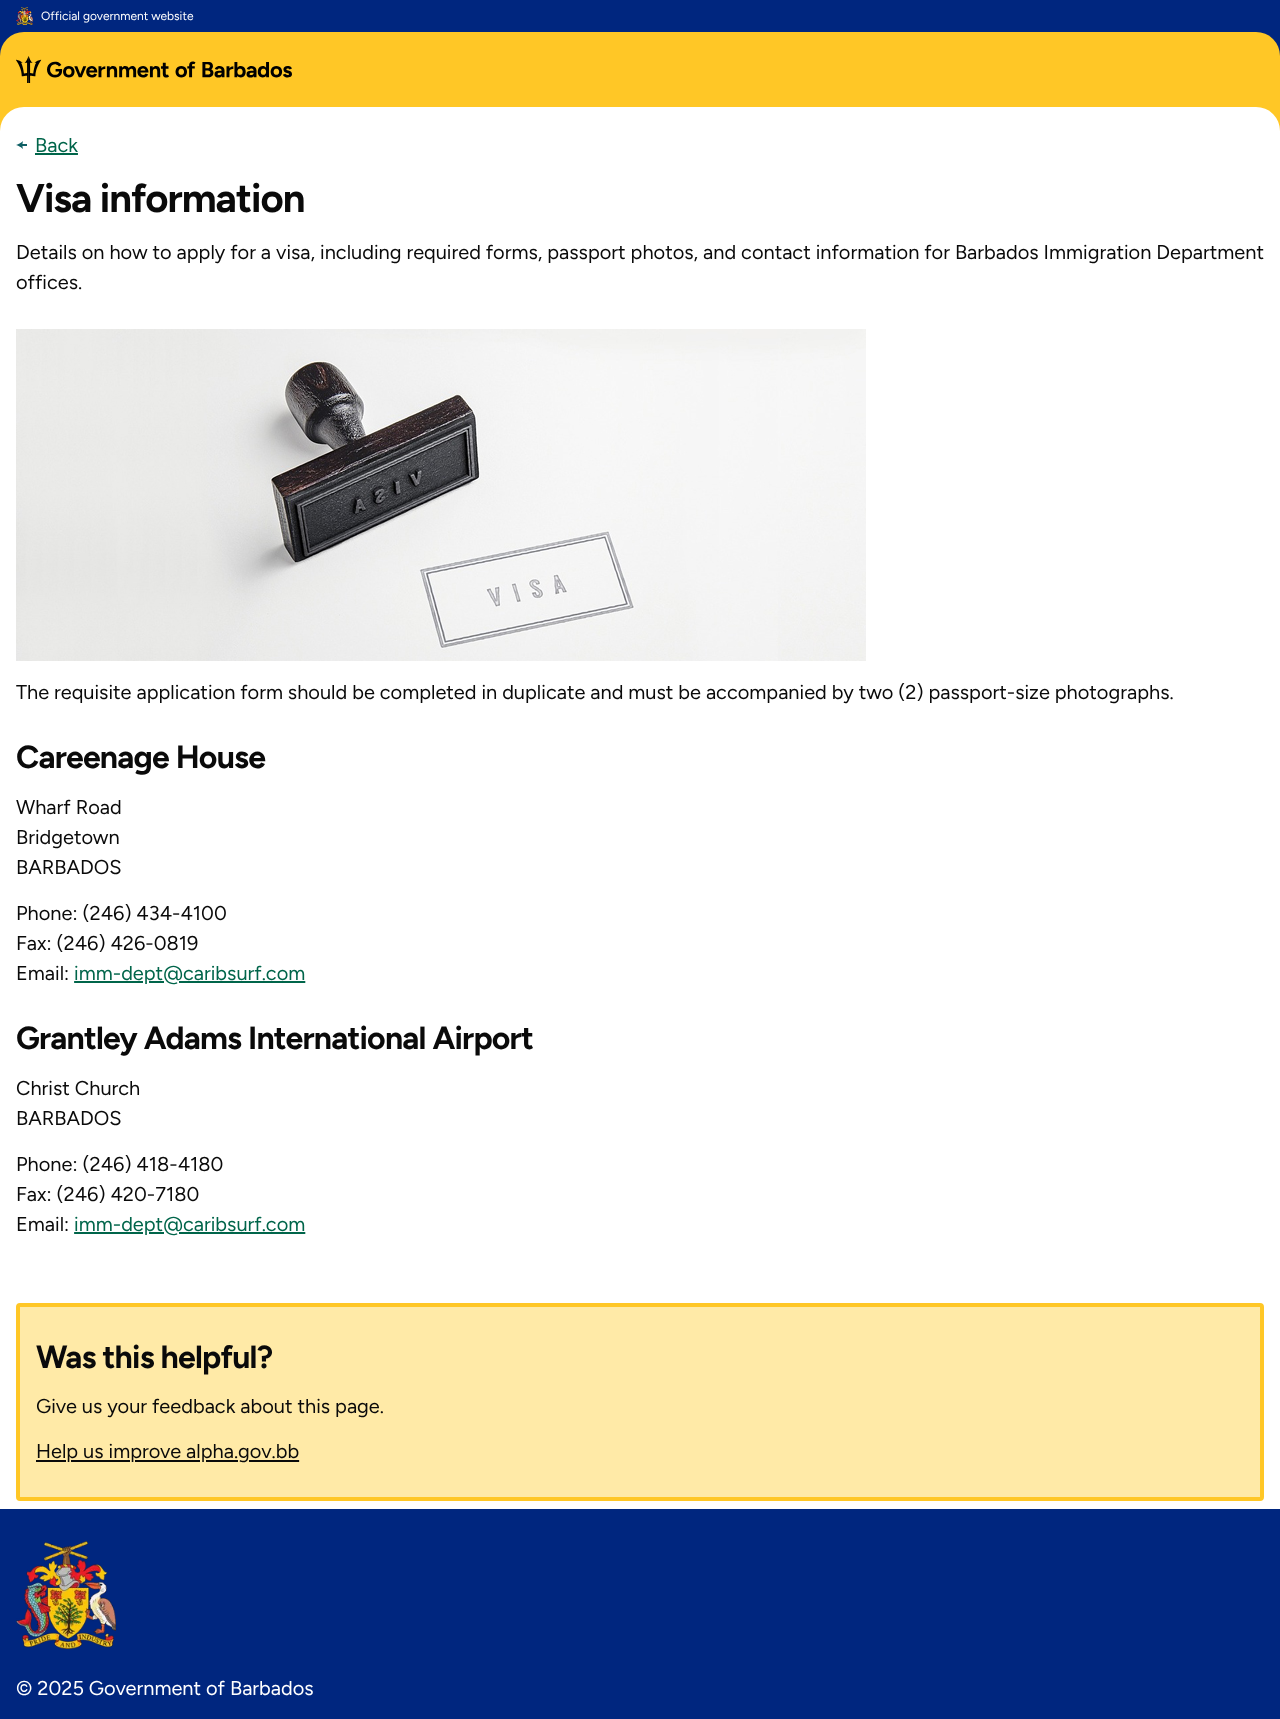 Official government website
Government of Barbados
Back
Visa information
Details on how to apply for a visa, including required forms, passport photos, and contact information for Barbados Immigration Department
offices.
VISA
VISA
The requisite application form should be completed in duplicate and must be accompanied by two (2) passport-size photographs.
Careenage House
Wharf Road
Bridgetown
BARBADOS
Phone: (246) 434-4100
Fax: (246) 426-0819
Email: imm-dept@caribsurf.com
Grantley Adams International Airport
Christ Church
BARBADOS
Phone: (246) 418-4180
Fax: (246) 420-7180
Email: imm-dept@caribsurf.com
Was this helpful?
Give us your feedback about this page.
Help us improve alpha.gov.bb
PRIDE AND INDUSTRY
© 2025 Government of Barbados